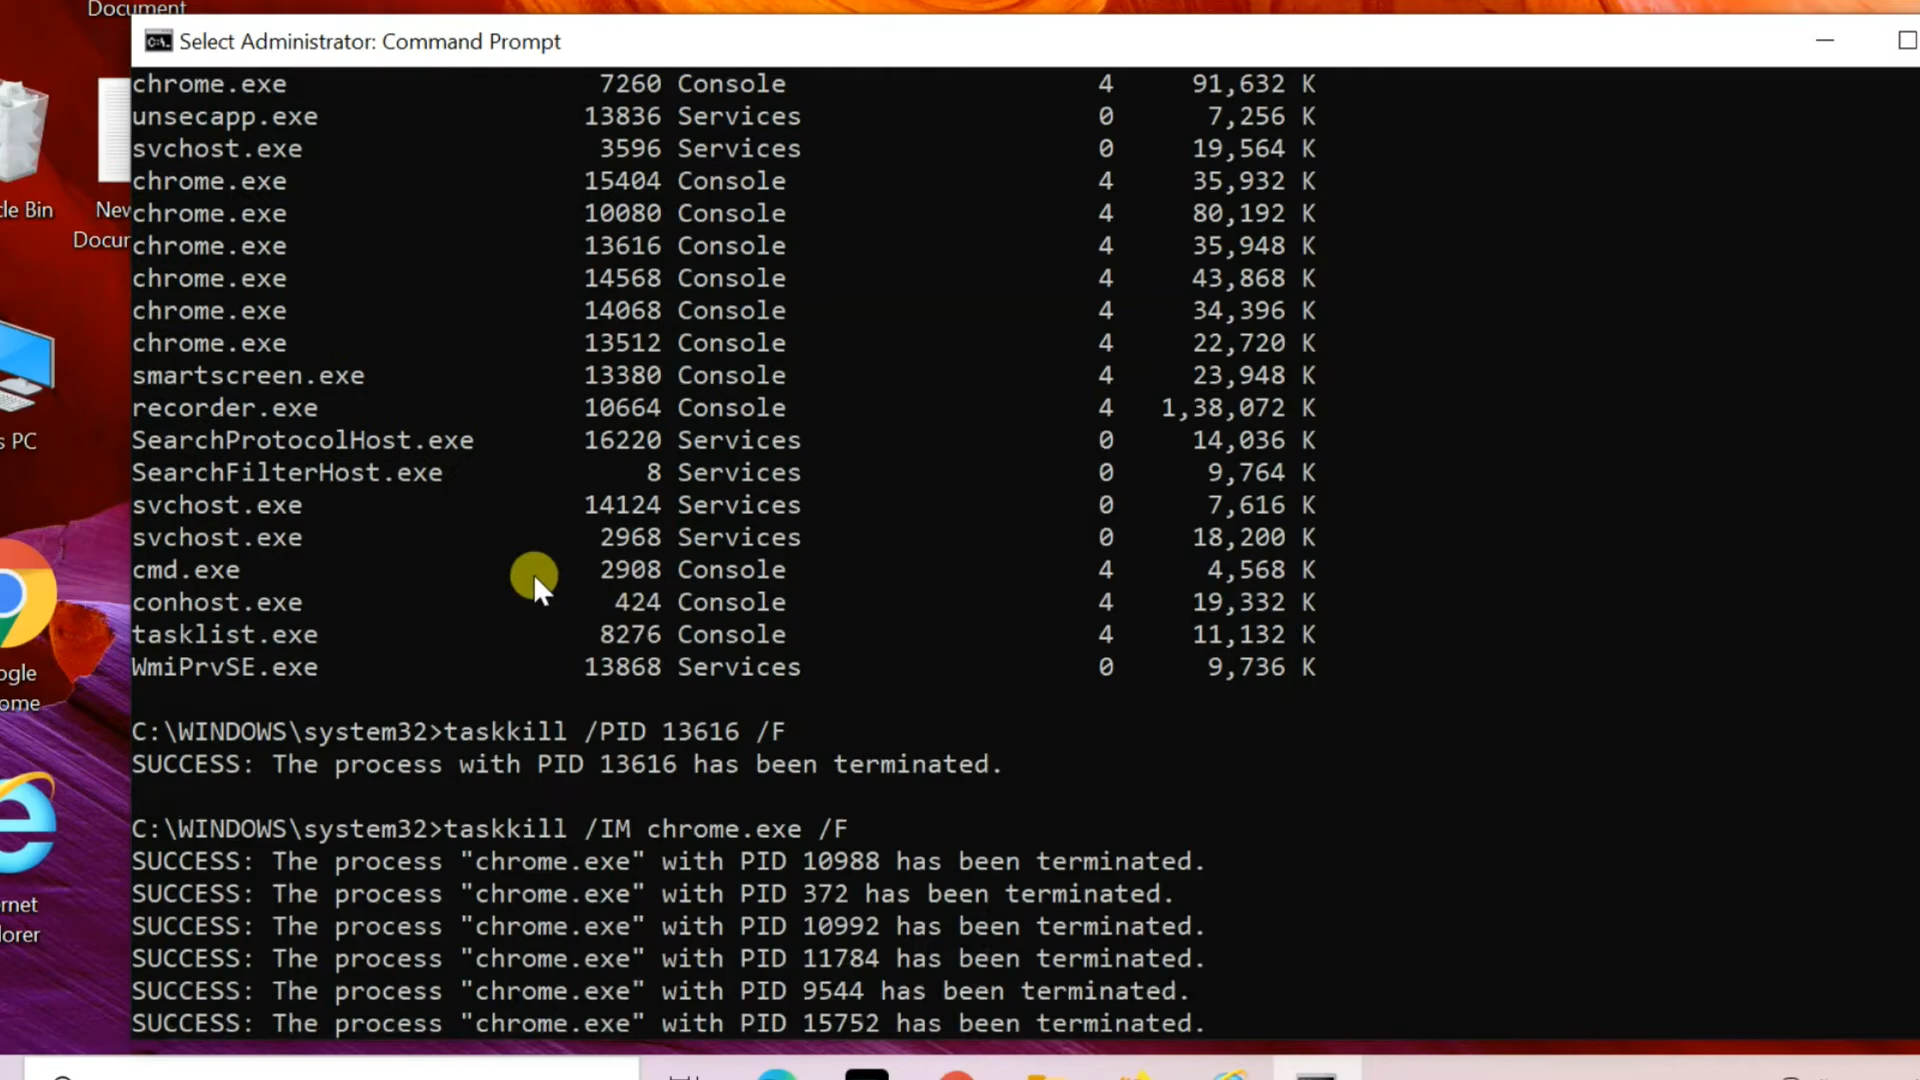 Document
Select Administrator: Command Prompt
chrome.exe 7260 Console 4 91,632 K
unsecapp.exe 13836 Services 0 7,256 K
svchost.exe 3596 Services 0 19,564 K
chrome.exe 15404 Console 4 35,932 K
chrome.exe 10080 Console 4 80,192 K
chrome.exe 13616 Console 4 35,948 K
chrome.exe 14568 Console 4 43,868 K
chrome.exe 14068 Console 4 34,396 K
chrome.exe 13512 Console 4 22,720 K
smartscreen.exe 13380 Console 4 23,948 K
recorder.exe 10664 Console 4 1,38,072 K
SearchProtocolHost.exe 16220 Services 0 14,036 K
SearchFilterHost.exe 8 Services 0 9,764 K
svchost.exe 14124 Services 0 7,616 K
svchost.exe 2968 Services 0 18,200 K
cmd.exe 2908 Console 4 4,568 K
conhost.exe 424 Console 4 19,332 K
tasklist.exe 8276 Console 4 11,132 K
WmiPrvSE.exe 13868 Services 0 9,736 K
C:\WINDOWS\system32>taskkill /PID 13616 /F
SUCCESS: The process with PID 13616 has been terminated.
C:\WINDOWS\system32>taskkill /IM chrome.exe /F
SUCCESS: The process "chrome.exe" with PID 10988 has been terminated.
SUCCESS: The process "chrome.exe" with PID 372 has been terminated.
SUCCESS: The process "chrome.exe" with PID 10992 has been terminated.
SUCCESS: The process "chrome.exe" with PID 11784 has been terminated.
SUCCESS: The process "chrome.exe" with PID 9544 has been terminated.
SUCCESS: The process "chrome.exe" with PID 15752 has been terminated.
cle Bin
New
Docur
s PC
ogle
ome
rnet
lorer